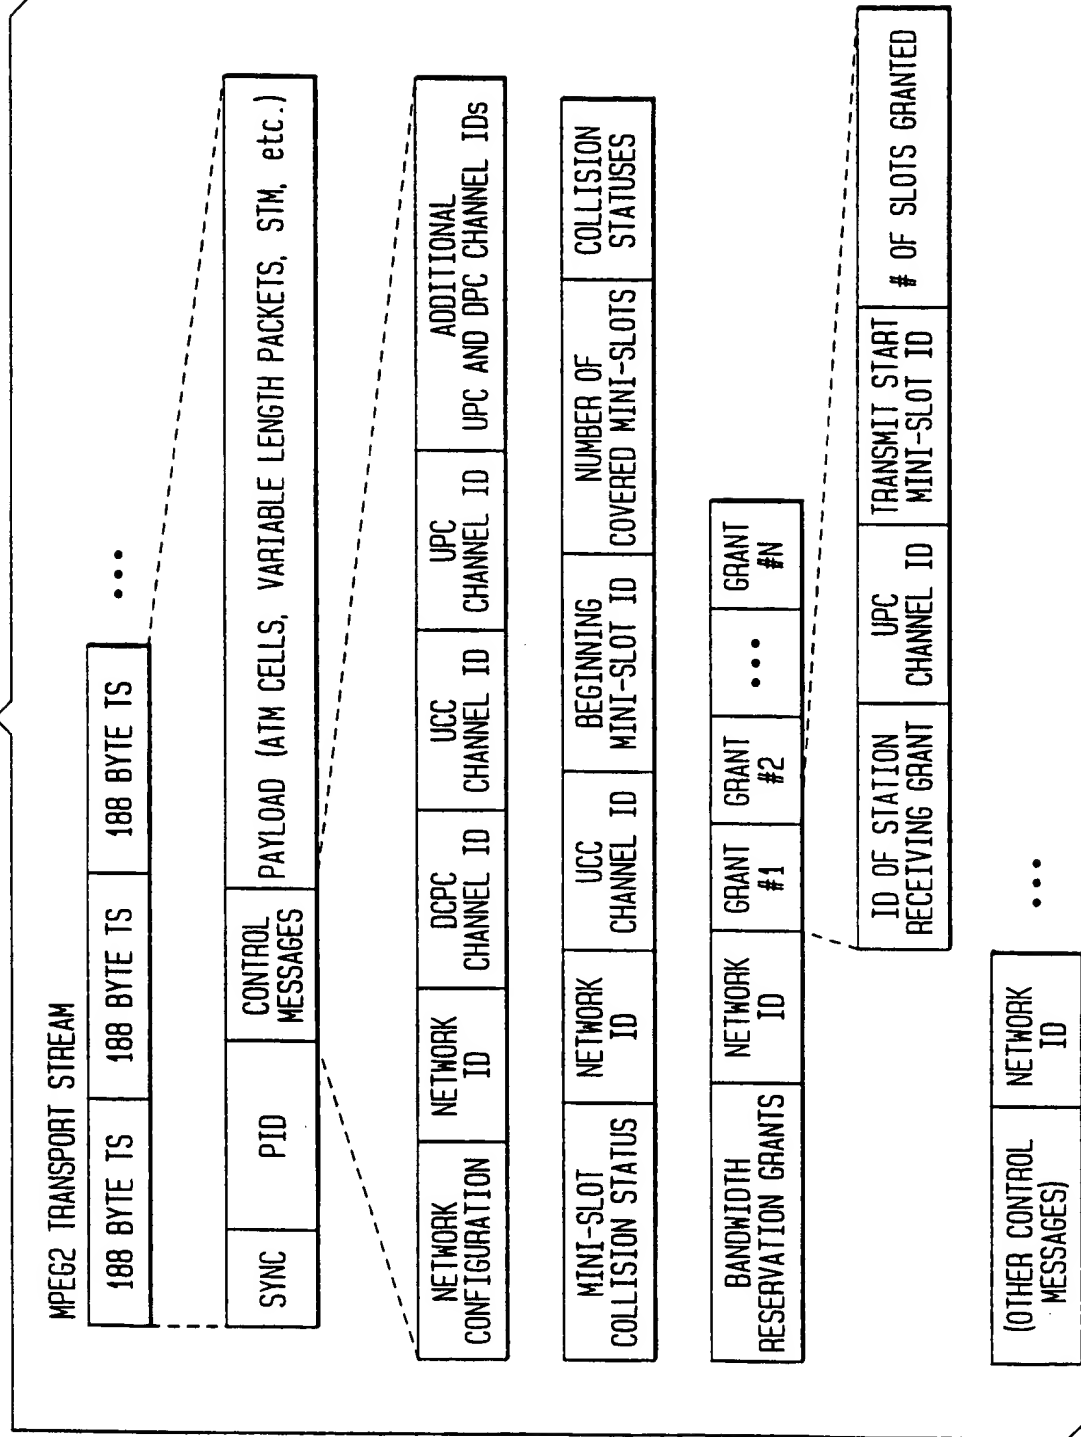 MPEG2 TRANSPORT STREAM
188 BYTE TS
188 BYTE TS
188 BYTE TS
•••
SYNC
PID
CONTROL
MESSAGES
PAYLOAD (ATM CELLS, VARIABLE LENGTH PACKETS, STM, etc.)
NETWORK
CONFIGURATION
NETWORK
ID
DCPC
CHANNEL ID
UCC
CHANNEL ID
UPC
CHANNEL ID
ADDITIONAL
UPC AND DPC CHANNEL IDs
MINI-SLOT
COLLISION STATUS
NETWORK
ID
UCC
CHANNEL ID
BEGINNING
MINI-SLOT ID
NUMBER OF
COVERED MINI-SLOTS
COLLISION
STATUSES
BANDWIDTH
RESERVATION GRANTS
NETWORK
ID
GRANT
#1
GRANT
#2
•••
GRANT
#N
ID OF STATION
RECEIVING GRANT
UPC
CHANNEL ID
TRANSMIT START
MINI-SLOT ID
# OF SLOTS GRANTED
(OTHER CONTROL
MESSAGES)
NETWORK
ID
•••